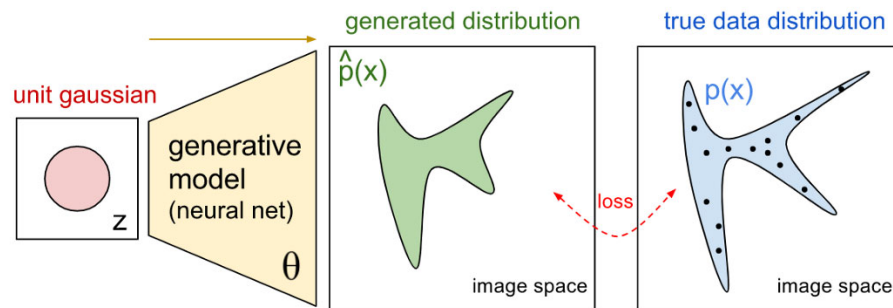 generated distribution
true data distribution
unit gaussian
p̂(x)
p(x)
generative
model
(neural net)
z
θ
loss
image space
image space